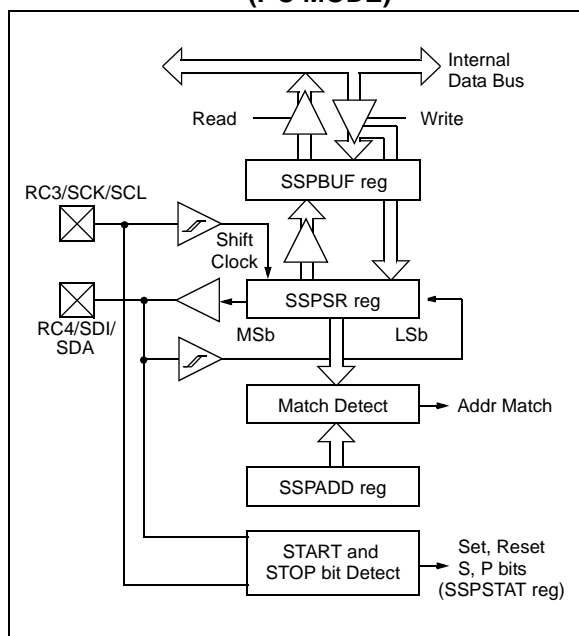 Internal
Data Bus
Read
Write
SSPBUF reg
RC3/SCK/SCL
Shift
Clock
SSPSR reg
MSb
LSb
RC4/SDI/
SDA
Match Detect
Addr Match
SSPADD reg
START and
STOP bit Detect
Set, Reset
S, P bits
(SSPSTAT reg)